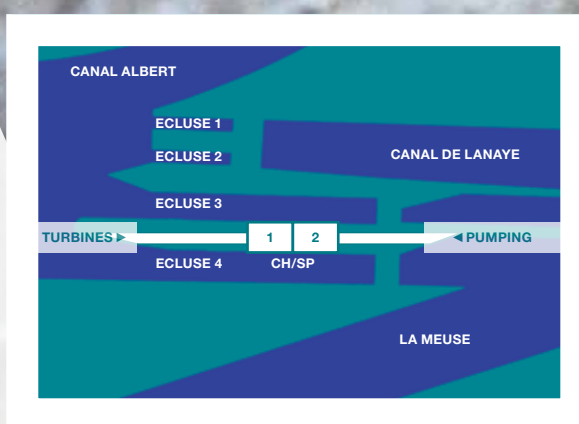 CANAL ALBERT
ECLUSE 1
ECLUSE 2
CANAL DE LANAYE
ECLUSE 3
TURBINES ▶
1
2
◀ PUMPING
ECLUSE 4
CH/SP
LA MEUSE